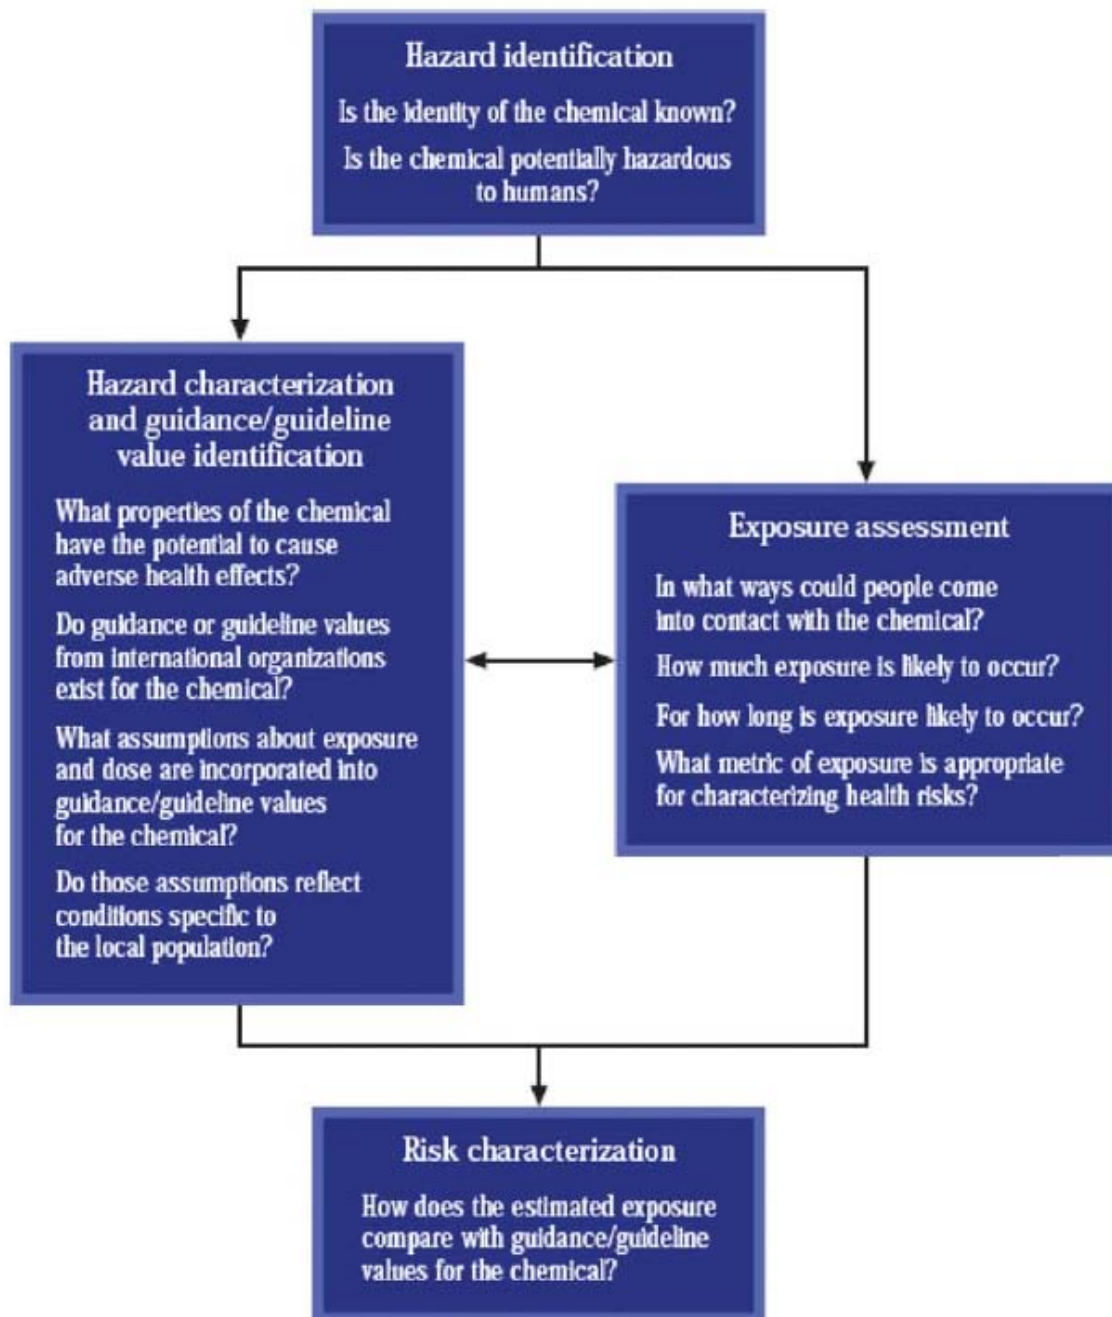 Hazard identification
Is the identity of the chemical known?
Is the chemical potentially hazardous
to humans?
Hazard characterization
and guidance/guideline
value identification
What properties of the chemical
have the potential to cause
adverse health effects?
Do guidance or guideline values
from international organizations
exist for the chemical?
What assumptions about exposure
and dose are incorporated into
guidance/guideline values
for the chemical?
Do those assumptions reflect
conditions specific to
the local population?
Exposure assessment
In what ways could people come
into contact with the chemical?
How much exposure is likely to occur?
For how long is exposure likely to occur?
What metric of exposure is appropriate
for characterizing health risks?
Risk characterization
How does the estimated exposure
compare with guidance/guideline
values for the chemical?